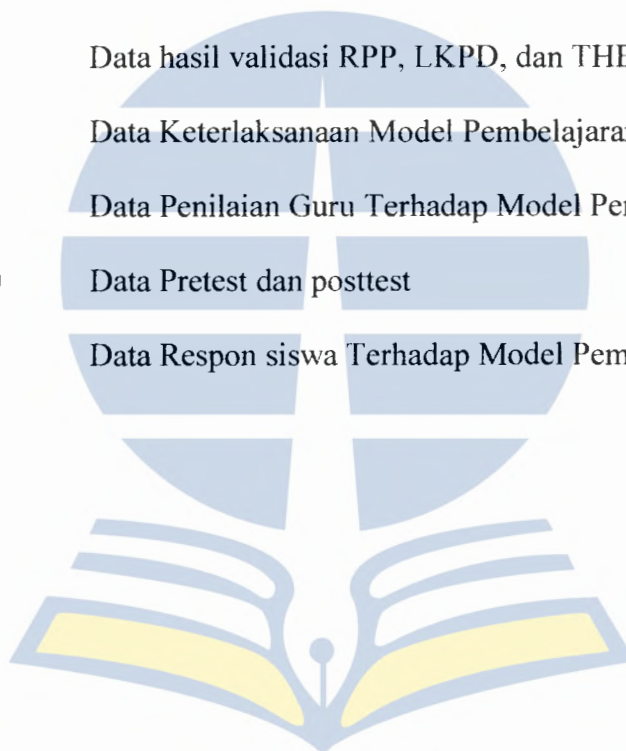 Data hasil validasi RPP, LKPD, dan THE
Data Keterlaksanaan Model Pembelajaran
Data Penilaian Guru Terhadap Model Pe
Data Pretest dan posttest
Data Respon siswa Terhadap Model Pem